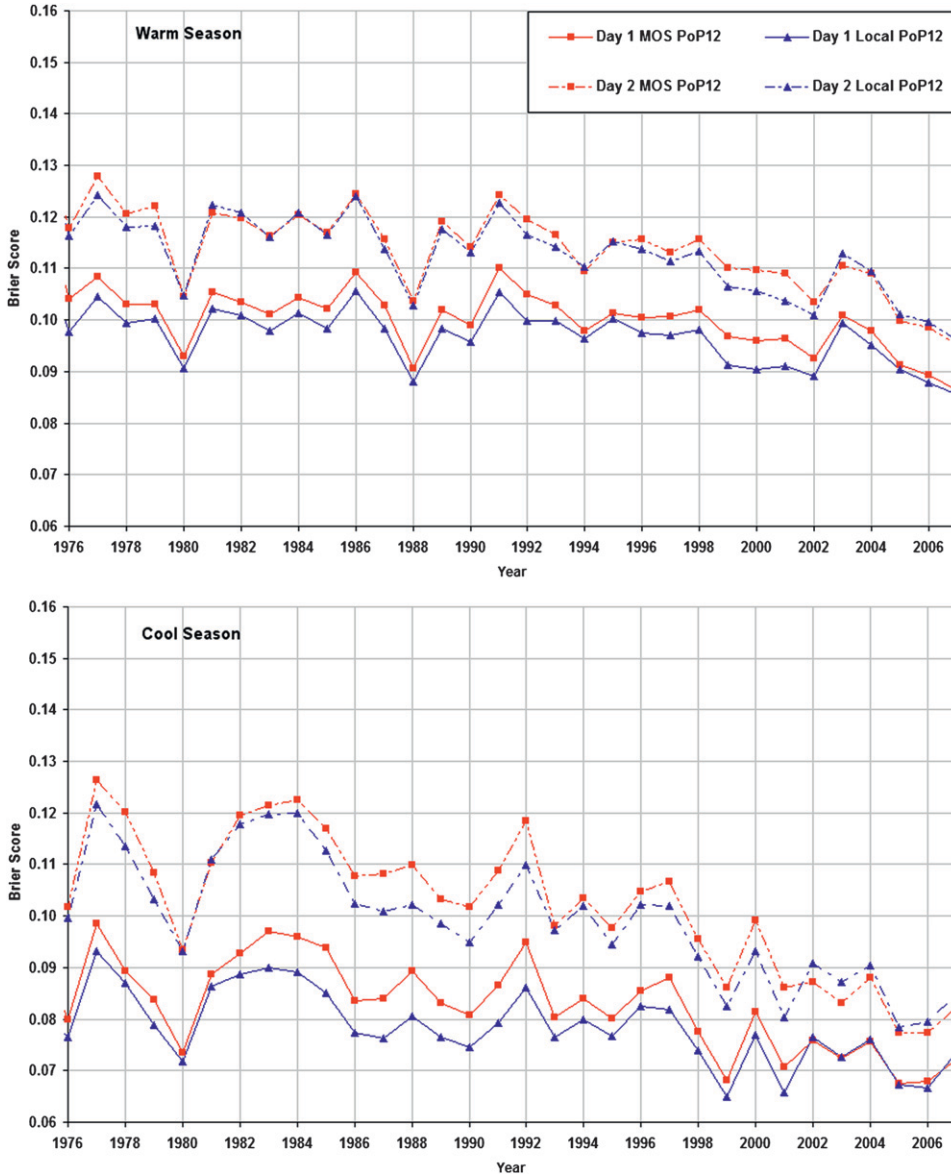 0.16
Warm Season
Day 1 MOS PoP12
Day 1 Local PoP12
Day 2 MOS PoP12
Day 2 Local PoP12
0.15
0.14
0.13
0.12
0.11
0.10
0.09
0.08
0.07
0.06
Brier Score
1976 1978 1980 1982 1984 1986 1988 1990 1992 1994 1996 1998 2000 2002 2004 2006
Year
0.16
Cool Season
0.15
0.14
0.13
0.12
0.11
0.10
0.09
0.08
0.07
0.06
Brier Score
1976 1978 1980 1982 1984 1986 1988 1990 1992 1994 1996 1998 2000 2002 2004 2006
Year